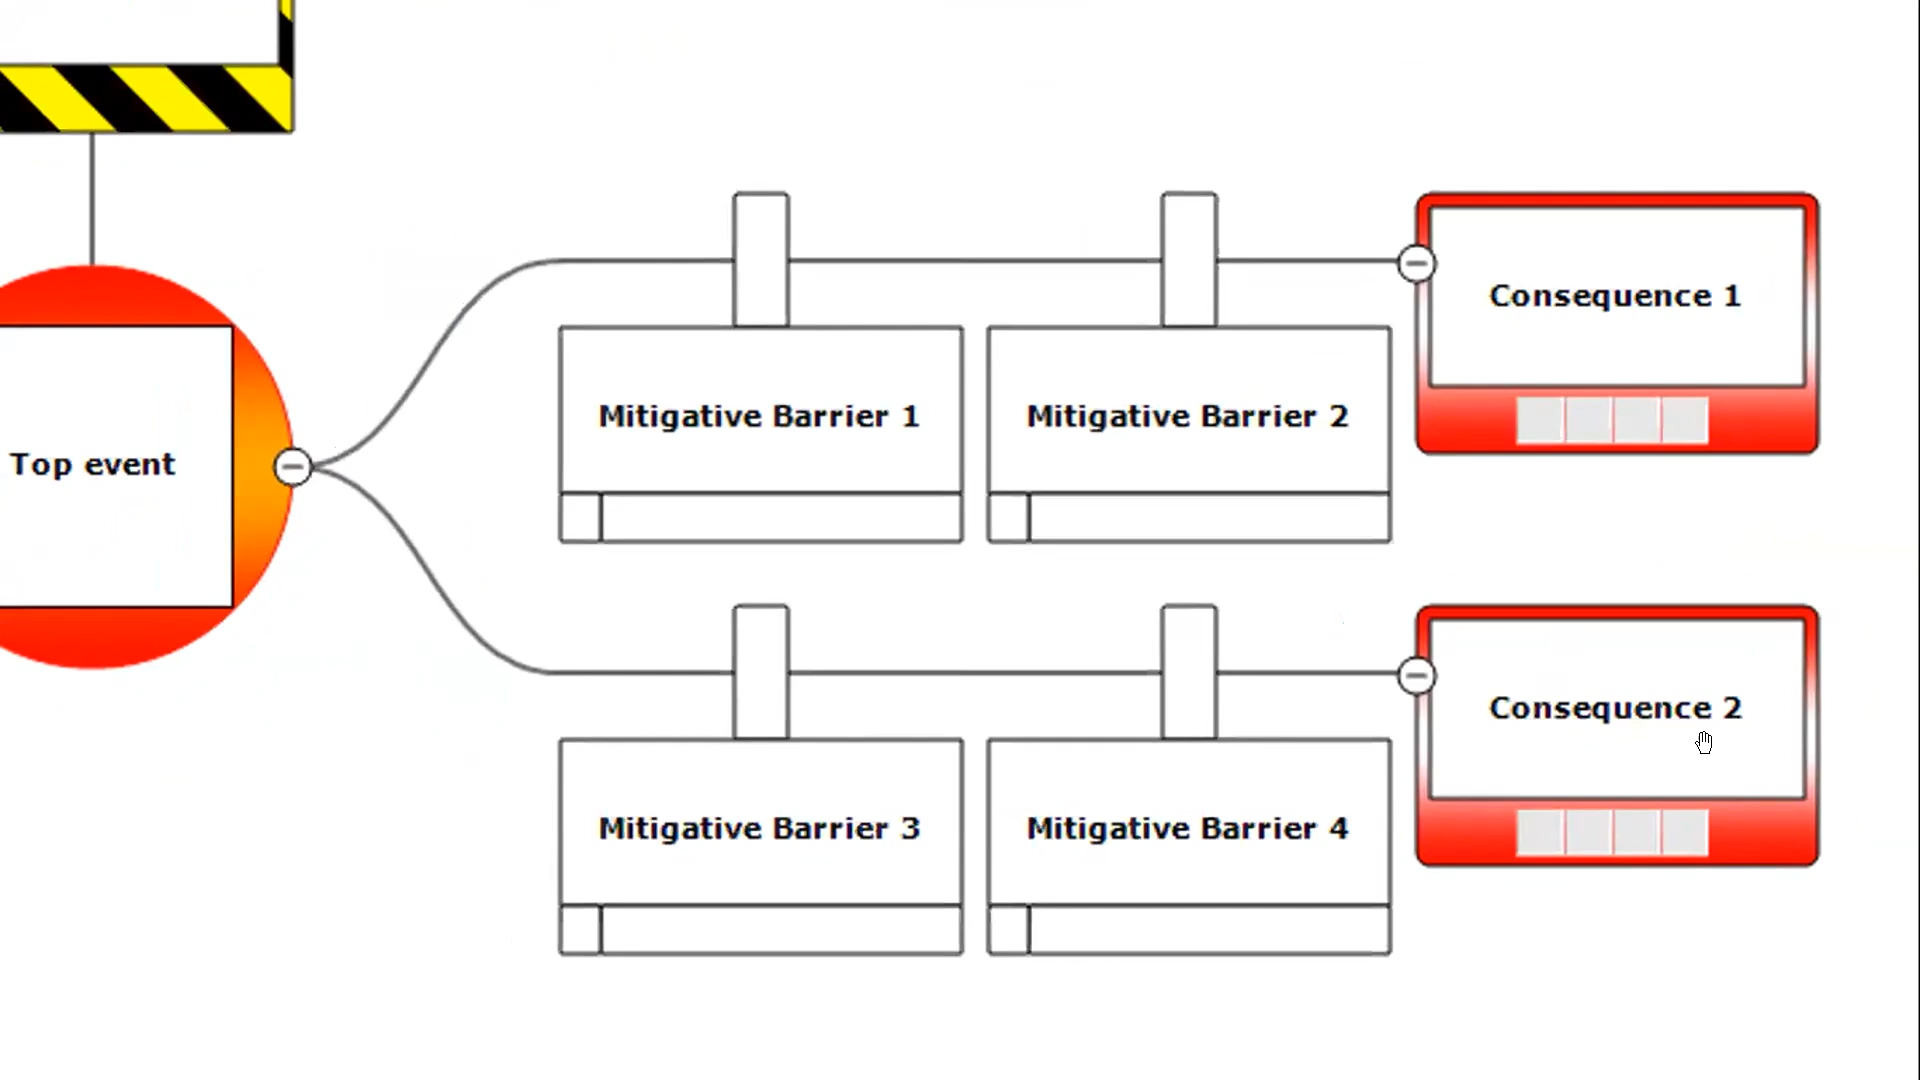 Consequence 1
Mitigative Barrier 1
Mitigative Barrier 2
Top event
Consequence 2
Mitigative Barrier 3
Mitigative Barrier 4